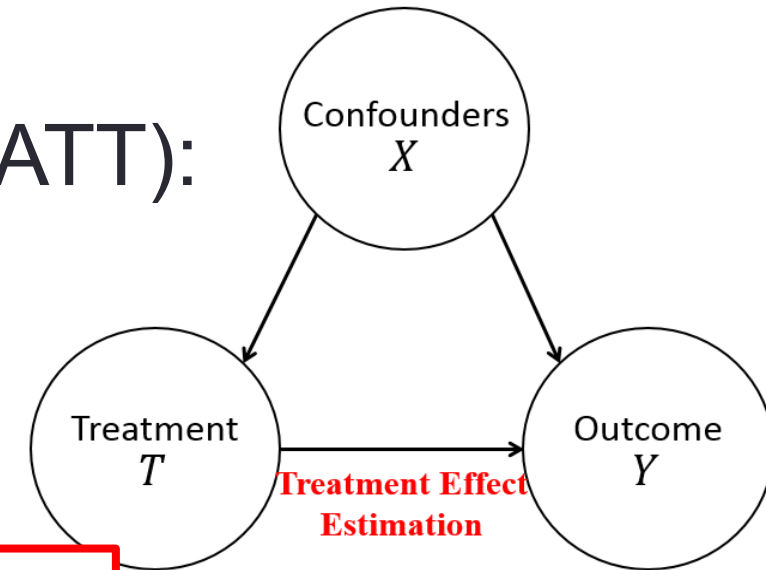 ATT):
Confounders
X
Treatment
T
Treatment Effect
Estimation
Outcome
Y